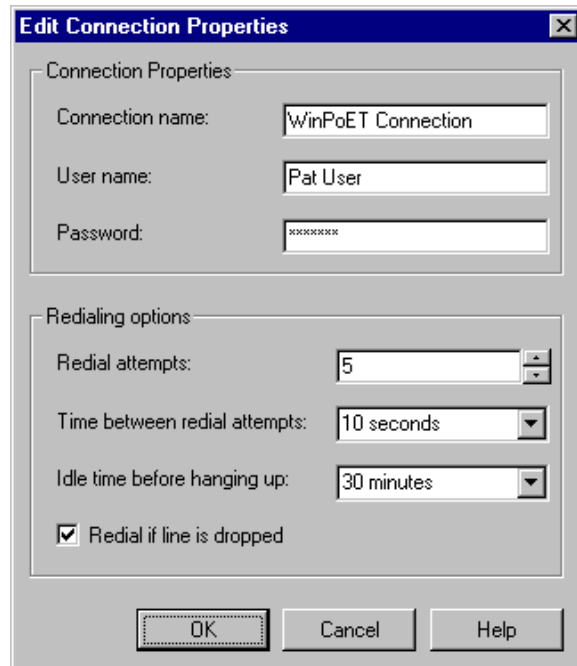 Edit Connection Properties
Connection Properties
Connection name: WinPoET Connection
User name: Pat User
Password: *******
Redialing options
Redial attempts: 5
Time between redial attempts: 10 seconds
Idle time before hanging up: 30 minutes
Redial if line is dropped
OK Cancel Help